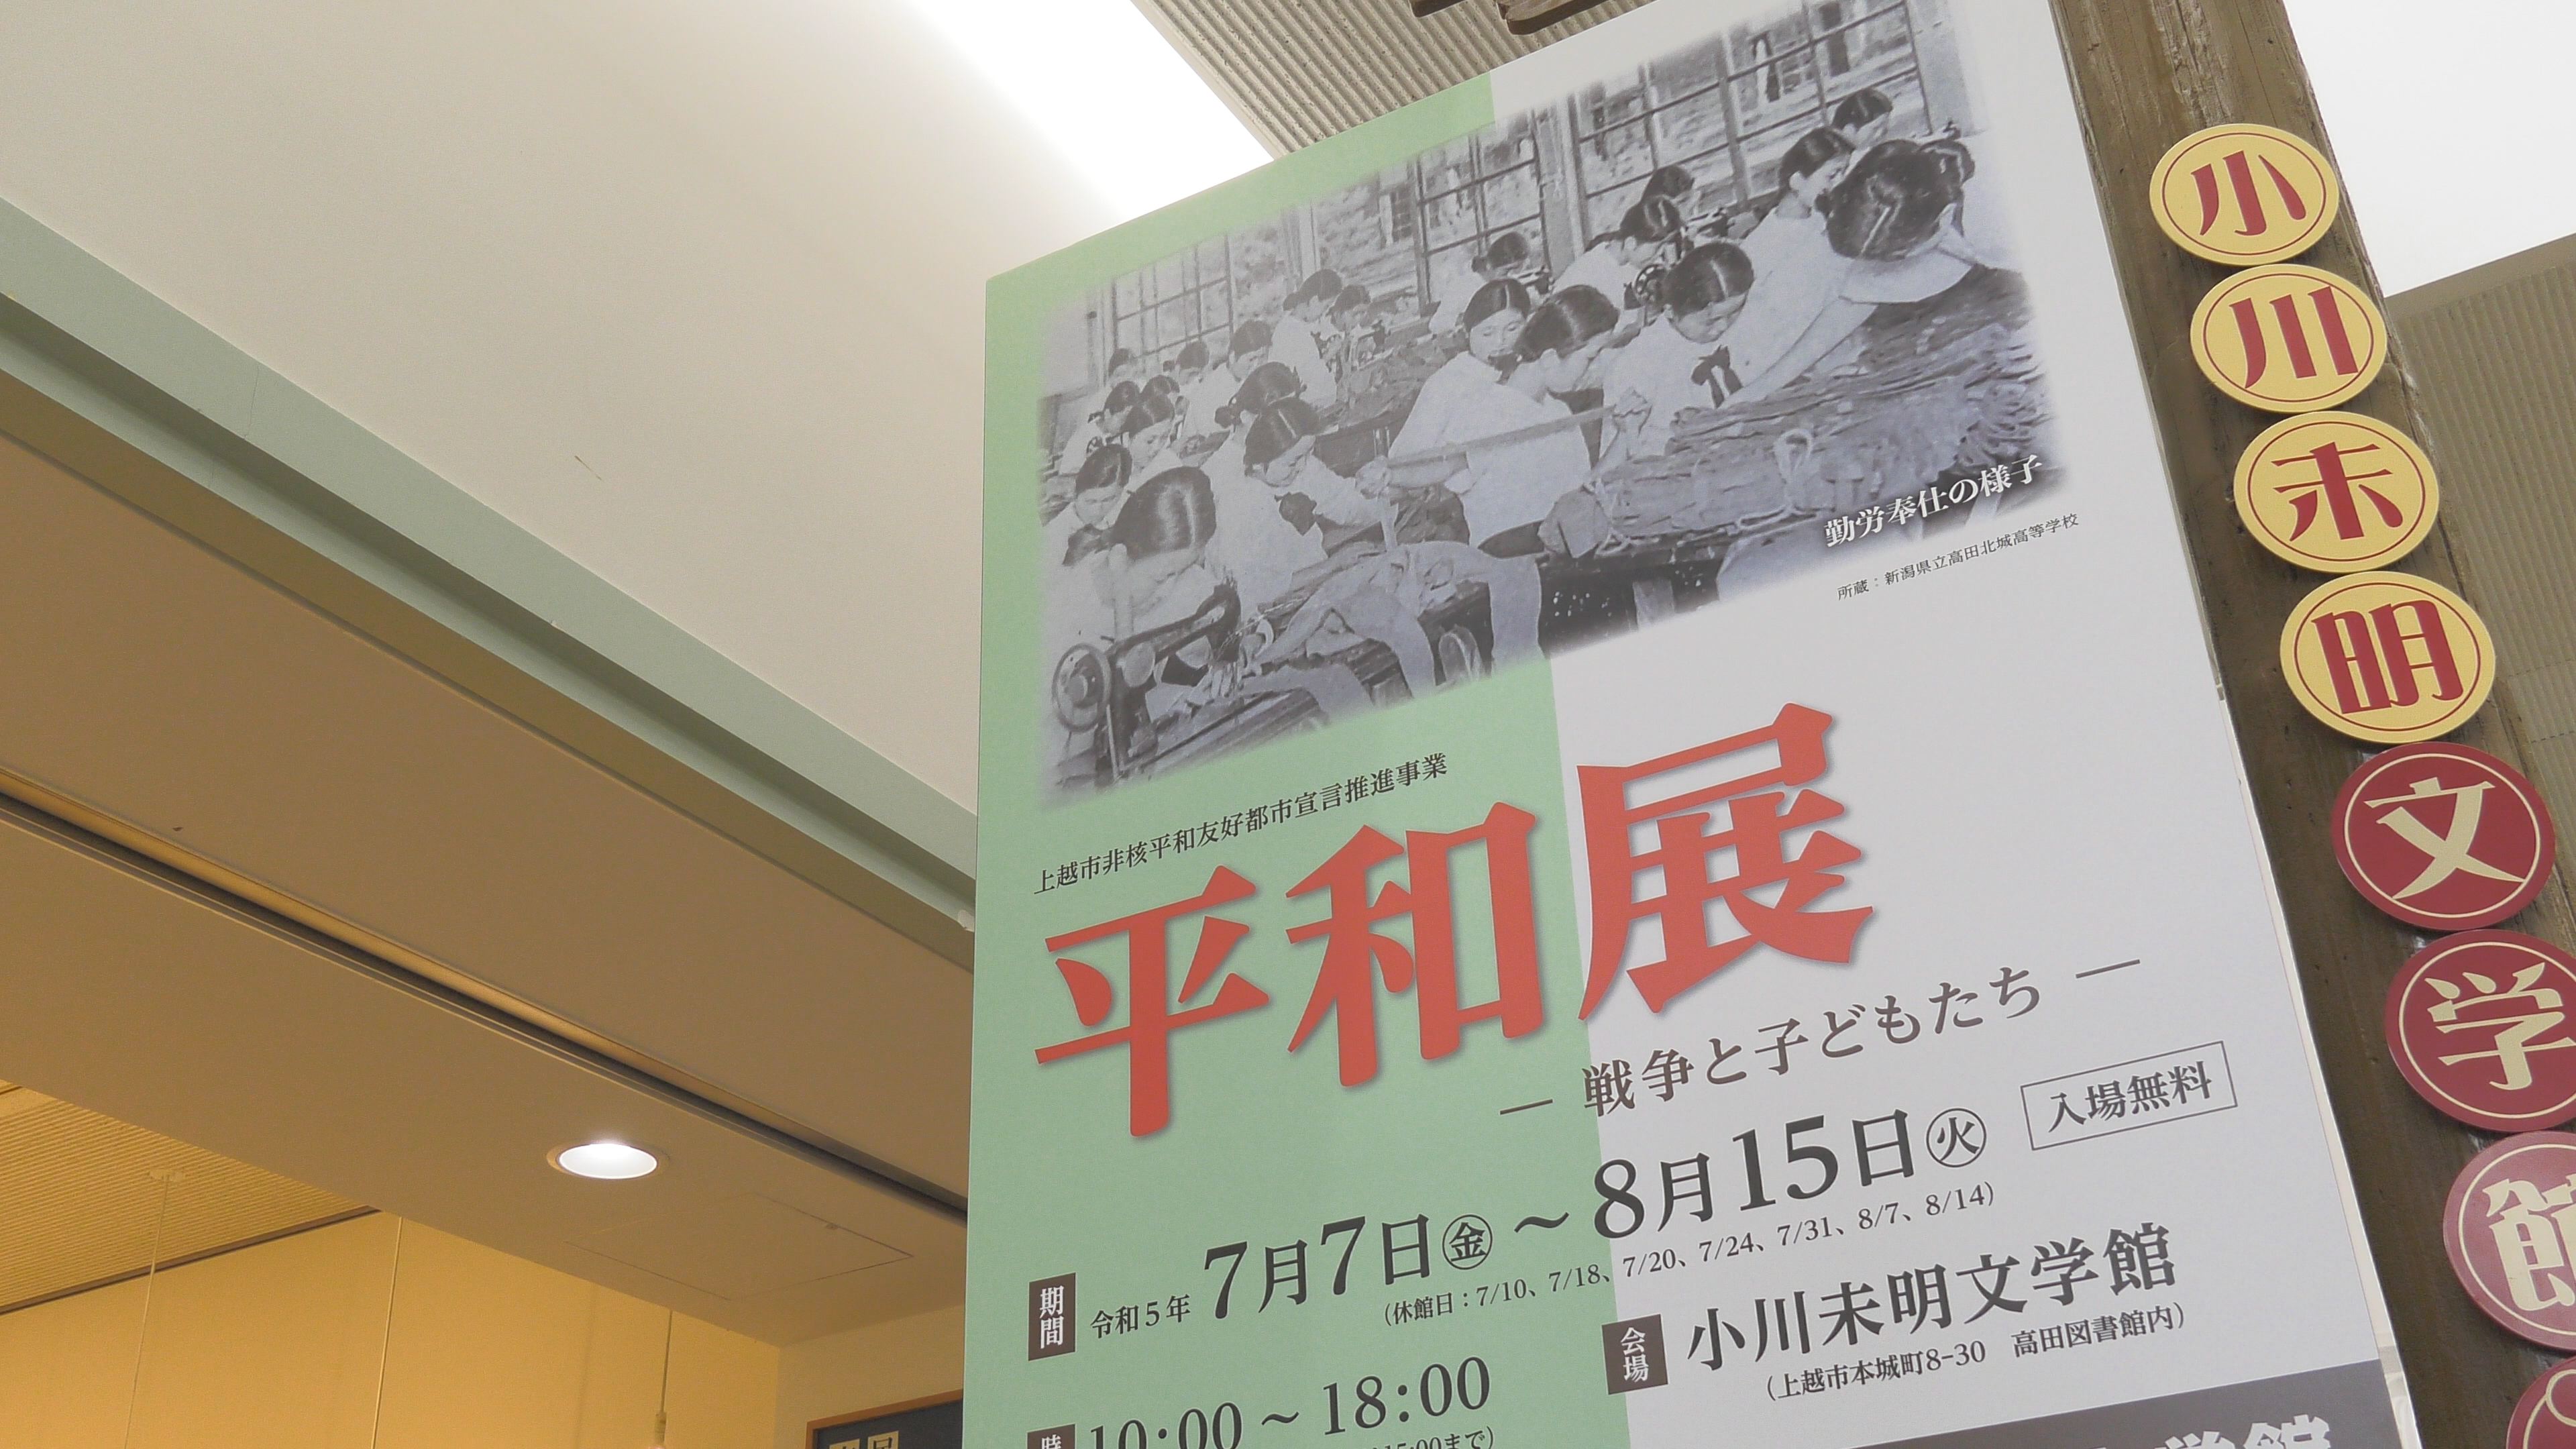 勤労奉仕の様子
所蔵：新潟県立高田北城高等学校
上越市非核平和友好都市宣言推進事業
平和展
― 戦争と子どもたち ―
入場無料
期間
令和5年 7月7日㊎～8月15日㊋
（休館日：7/10、7/18、7/20、7/24、7/31、8/7、8/14）
会場
小川未明文学館
（上越市本城町8-30　高田図書館内）
10:00～18:00
小川未明文学館